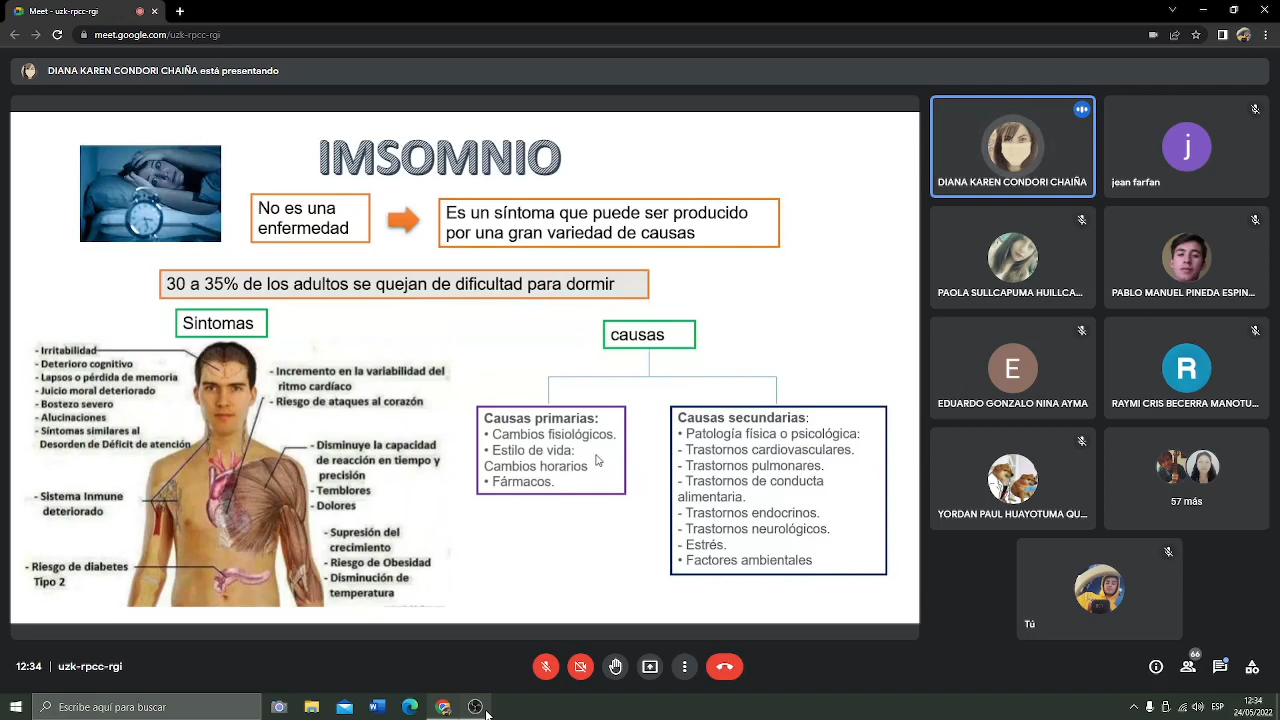 Meet - uzk-rpcc-rgi
meet.google.com/uzk-rpcc-rgi
DIANA KAREN CONDORI CHAIÑA está presentando
IMSOMNIO
No es una
enfermedad
Es un síntoma que puede ser producido
por una gran variedad de causas
30 a 35% de los adultos se quejan de dificultad para dormir
Sintomas
- Irritabilidad
- Deterioro cognitivo
- Lapsos o pérdida de memoria
- Juicio moral deteriorado
- Bostezo severo
- Alucinaciones
- Síntomas similares al
Desorden de Déficit de atención
- Sistema Inmune
deteriorado
- Riesgo de diabetes
Tipo 2
- Incremento en la variabilidad del
ritmo cardíaco
- Riesgo de ataques al corazón
- Disminuye la capacidad
de reacción en tiempo y
precisión
- Temblores
- Dolores
- Supresión del
crecimiento
- Riesgo de Obesidad
- Disminución de
temperatura
causas
Causas primarias:
• Cambios fisiológicos.
• Estilo de vida:
Cambios horarios
• Fármacos.
Causas secundarias:
• Patología física o psicológica:
- Trastornos cardiovasculares.
- Trastornos pulmonares.
- Trastornos de conducta
alimentaria.
- Trastornos endocrinos.
- Trastornos neurológicos.
- Estrés.
• Factores ambientales
DIANA KAREN CONDORI CHAIÑA
j
jean farfan
PAOLA SULLCAPUMA HUILLCA...
PABLO MANUEL PINEDA ESPIN...
E
EDUARDO GONZALO NINA AYMA
R
RAYMI CRIS BECERRA MANOTU...
YORDAN PAUL HUAYOTUMA QU...
57 más
Tú
12:34 | uzk-rpcc-rgi
66
Escribe aquí para buscar
ESP
12:34
24/05/2022